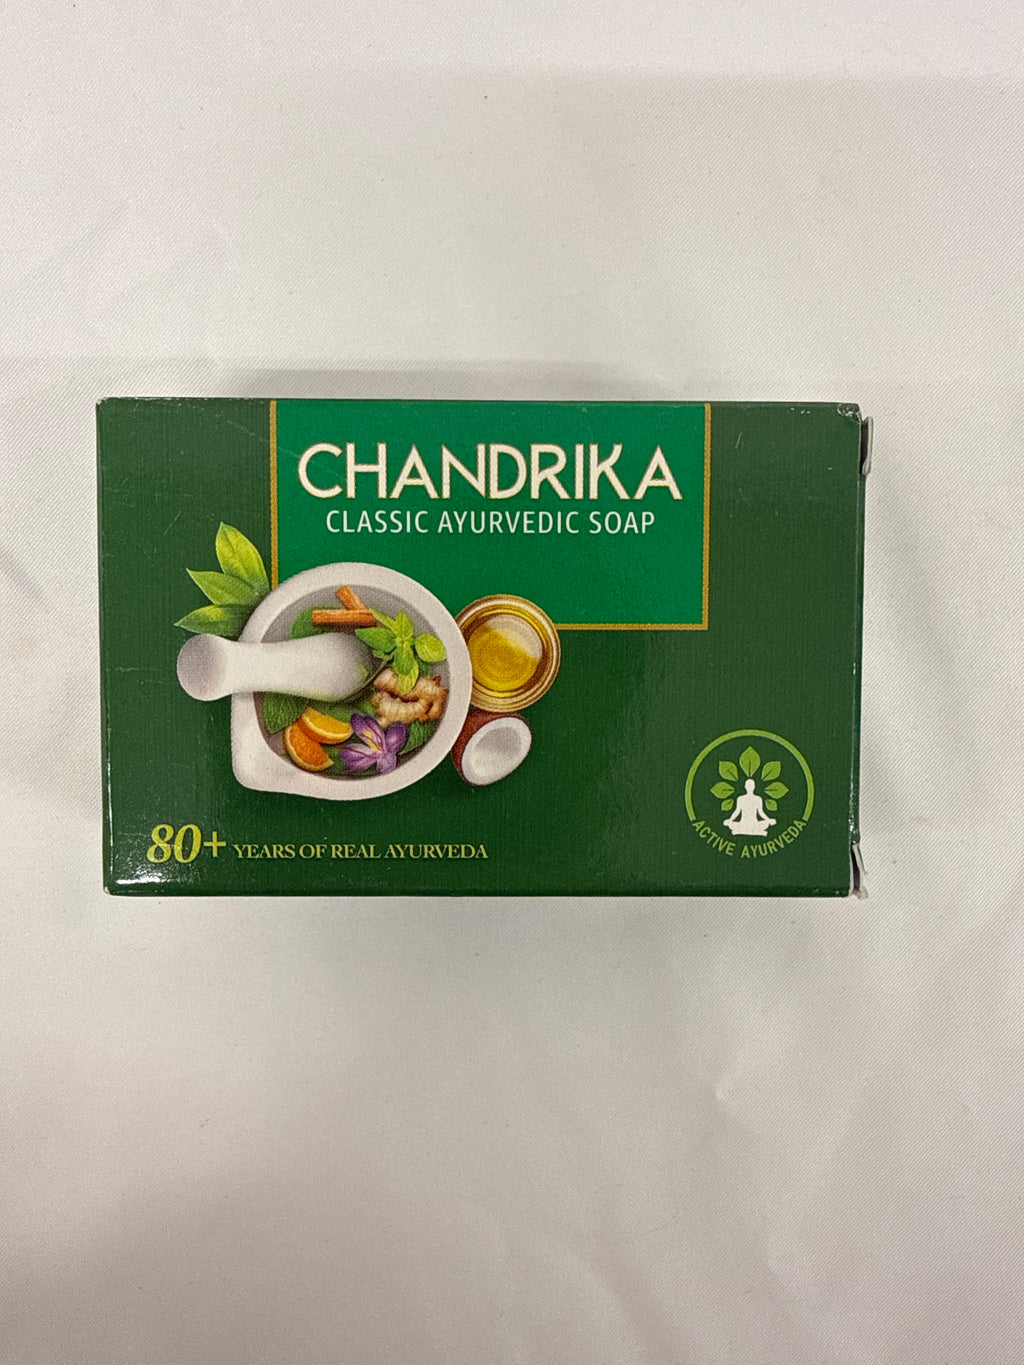 CHANDRIKA
CLASSIC AYURVEDIC SOAP
80+ YEARS OF REAL AYURVEDA
ACTIVE AYURVEDA